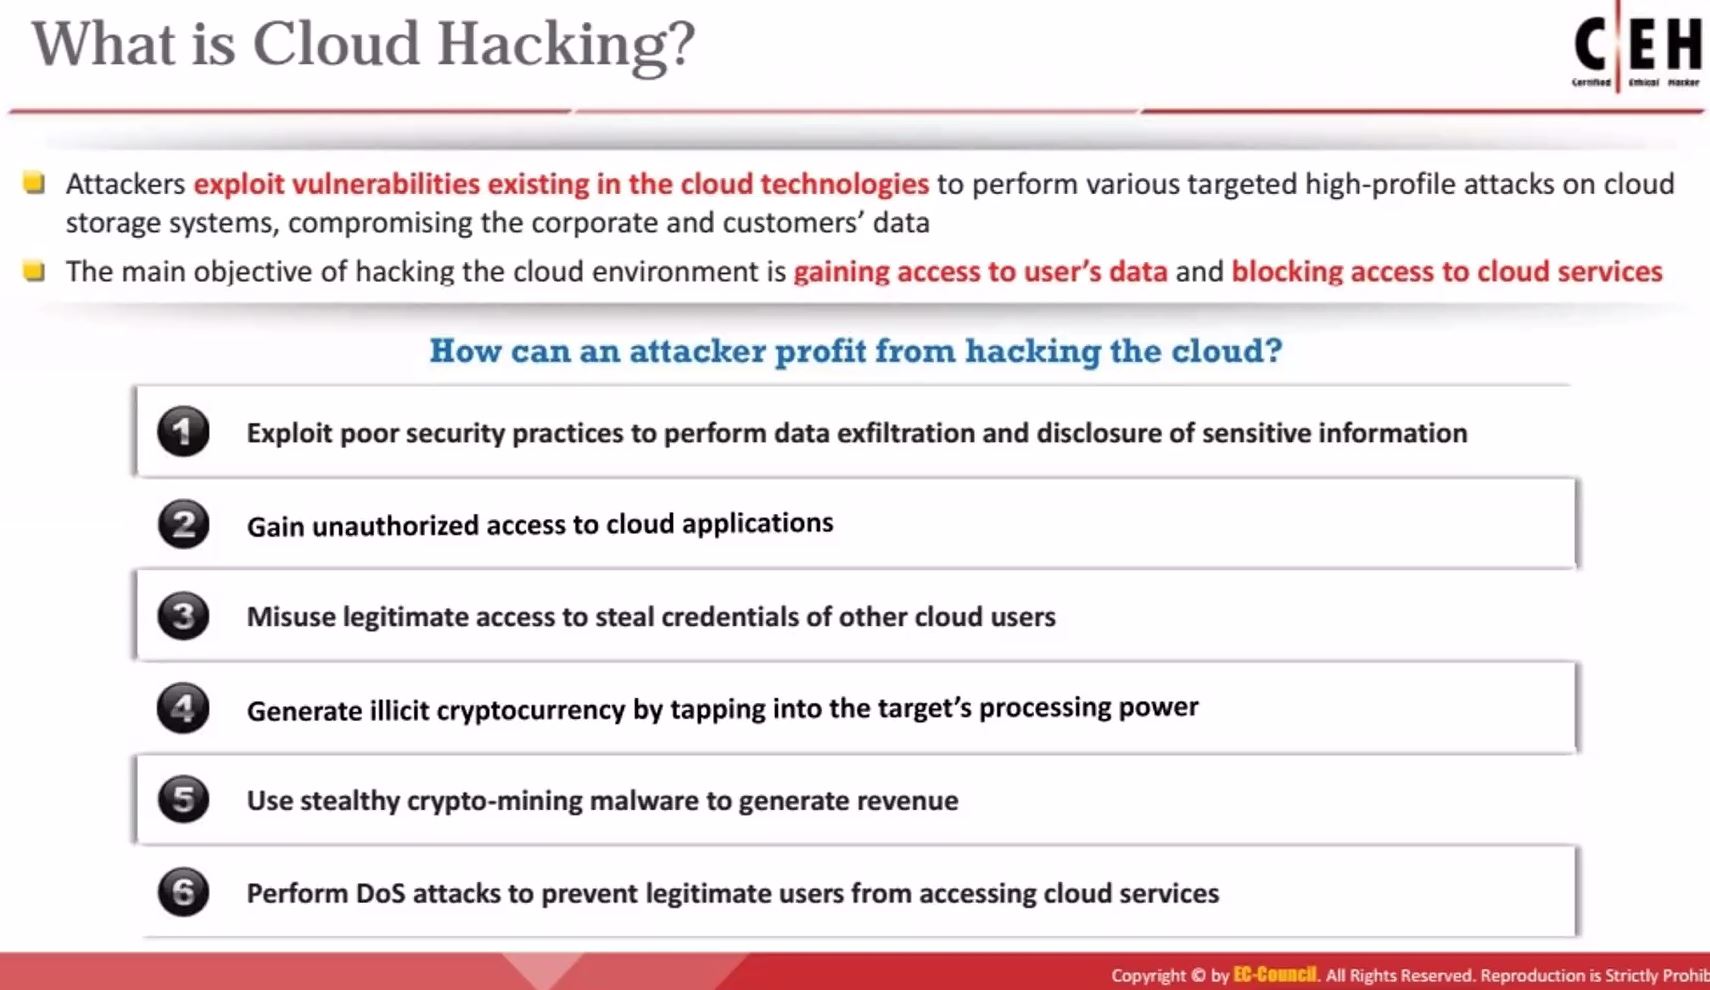 What is Cloud Hacking?
C|EH
Certified Ethical Hacker
Attackers exploit vulnerabilities existing in the cloud technologies to perform various targeted high-profile attacks on cloud
storage systems, compromising the corporate and customers’ data
The main objective of hacking the cloud environment is gaining access to user’s data and blocking access to cloud services
How can an attacker profit from hacking the cloud?
1 Exploit poor security practices to perform data exfiltration and disclosure of sensitive information
2 Gain unauthorized access to cloud applications
3 Misuse legitimate access to steal credentials of other cloud users
4 Generate illicit cryptocurrency by tapping into the target’s processing power
5 Use stealthy crypto-mining malware to generate revenue
6 Perform DoS attacks to prevent legitimate users from accessing cloud services
Copyright © by EC-Council. All Rights Reserved. Reproduction is Strictly Prohib